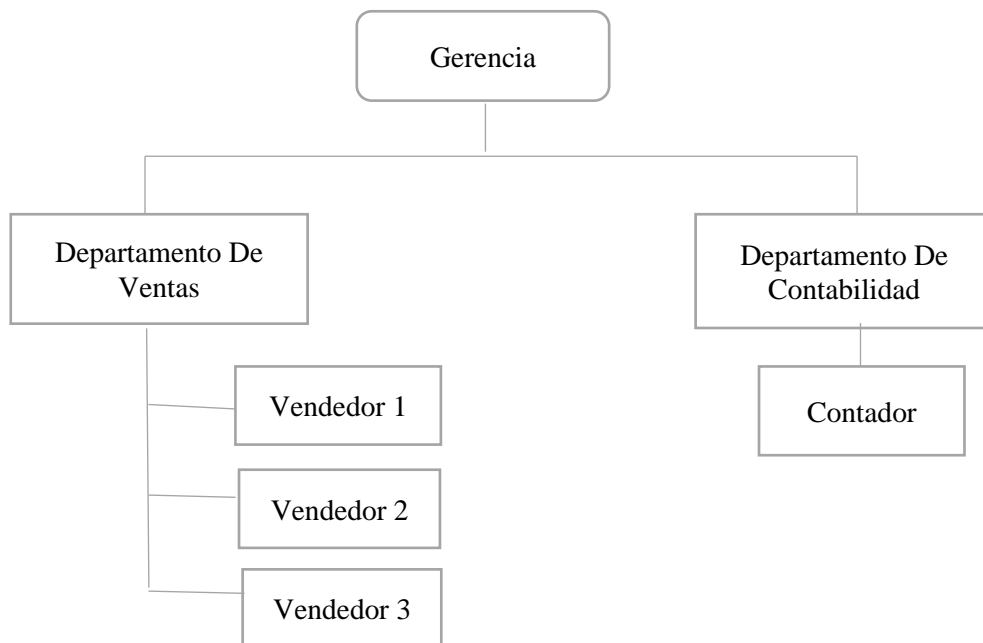 Gerencia
Departamento De
Ventas
Departamento De
Contabilidad
Vendedor 1
Contador
Vendedor 2
Vendedor 3